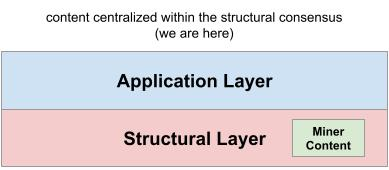 content centralized within the structural consensus
(we are here)
Application Layer
Structural Layer
Miner
Content